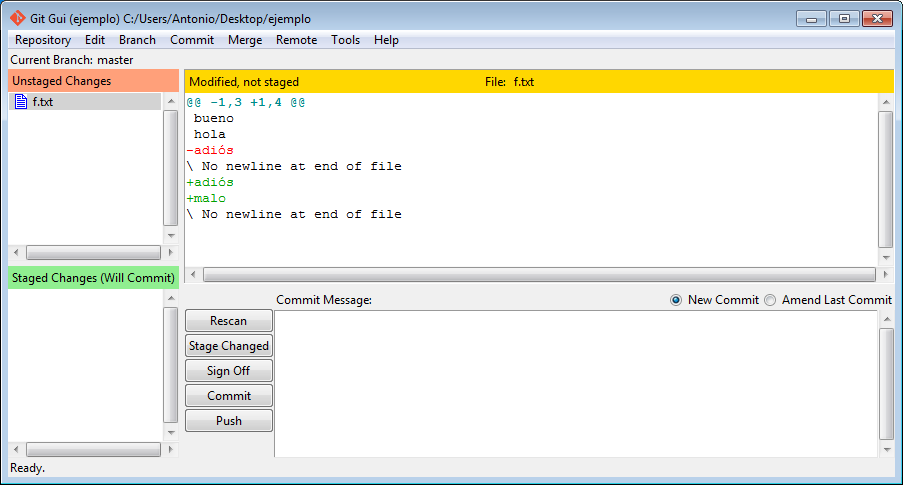 Git Gui (ejemplo) C:/Users/Antonio/Desktop/ejemplo
Repository Edit Branch Commit Merge Remote Tools Help
Current Branch: master
Unstaged Changes
f.txt
Modified, not staged File: f.txt
@@ -1,3 +1,4 @@
bueno
hola
-adiós
\ No newline at end of file
+adiós
+malo
\ No newline at end of file
Staged Changes (Will Commit)
Commit Message: New Commit Amend Last Commit
Rescan
Stage Changed
Sign Off
Commit
Push
Ready.